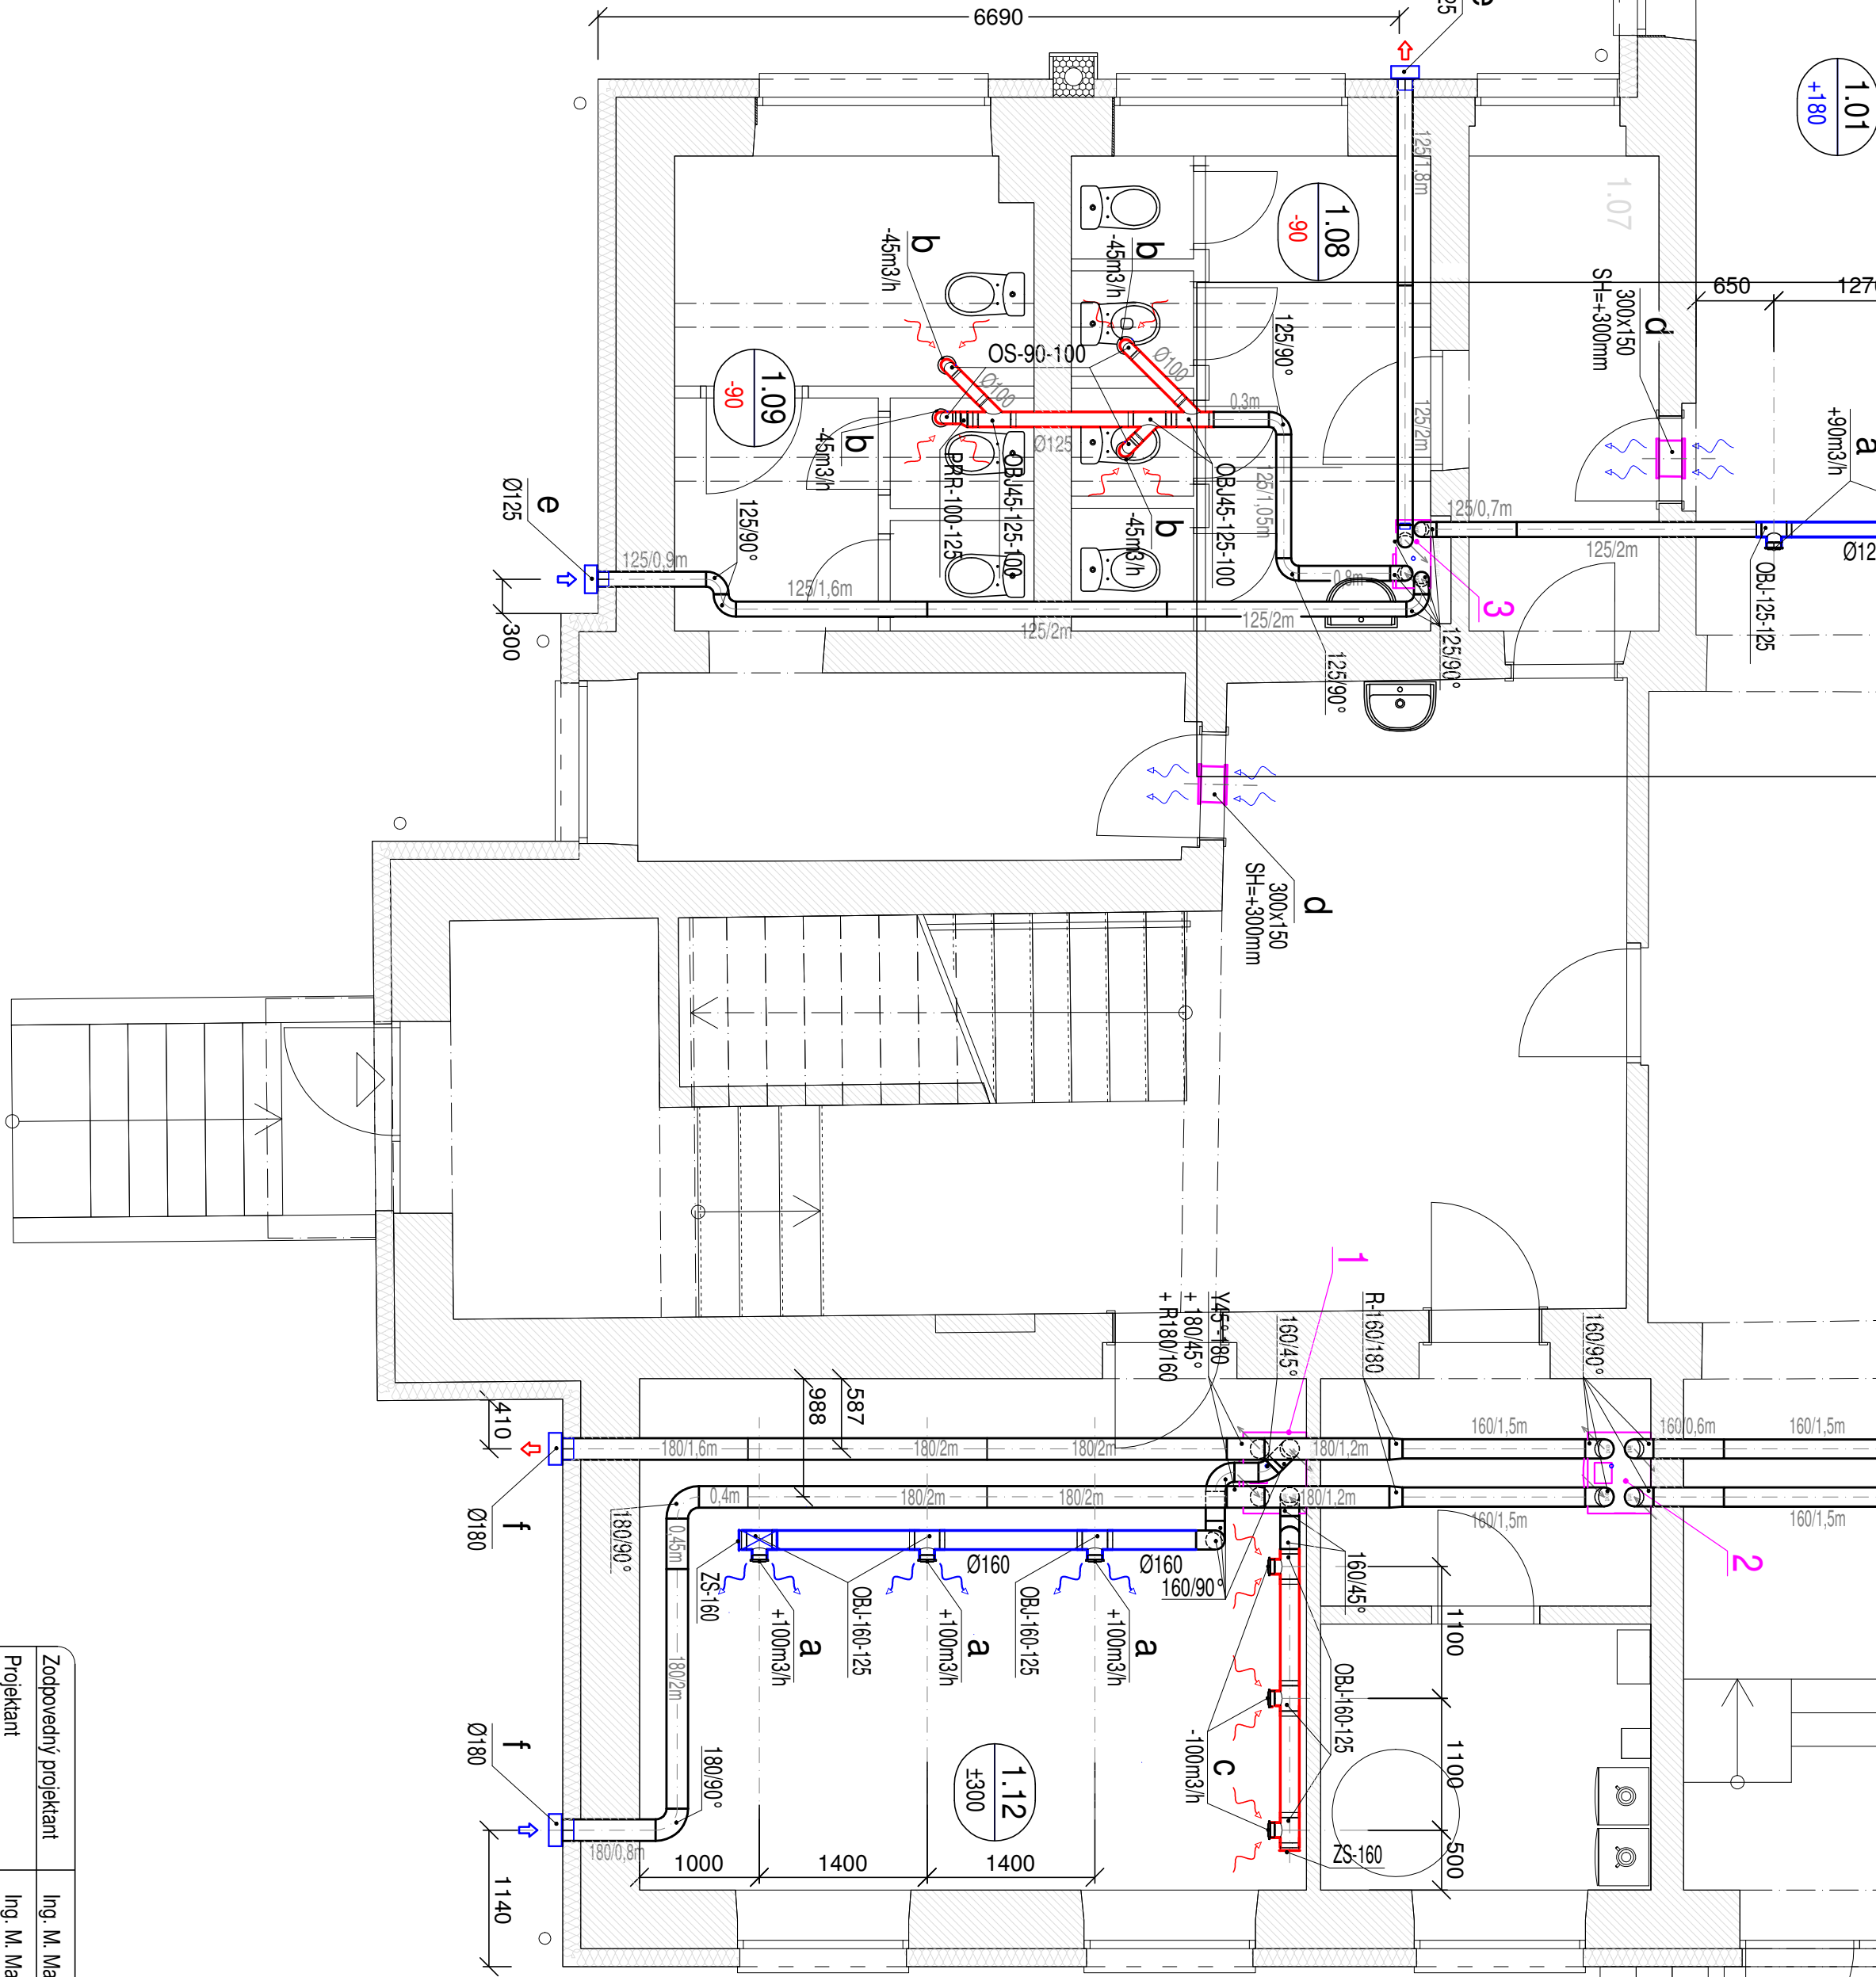 6690
1.01
+180
1.07
125/1,8m
1.08
-90
b
-45m3/h
b
-45m3/h
d
300x150
SH=+300mm
650
a
+90m3/h
OS-90-100
Ø100
Ø100
125/90°
0,3m
125/2m
1.09
-90
b
-45m3/h
Ø125
PRR-100-125
OBJ45-125-100
b
-45m3/h
OBJ45-125-100
125/1,05m
125/0,7m
125/2m
OBJ-125-125
e
Ø125
125/0,9m
125/90°
125/1,6m
125/2m
125/2m
0,8m
3
125/90°
125/90°
300
d
300x150
SH=+300mm
1
Y45°-180
+ 180/45°
+ R180/160
160/45°
R-160/180
160/90°
587
988
410
180/1,6m
180/2m
180/2m
180/1,2m
160/1,5m
160/0,6m
160/1,5m
f
Ø180
0,4m
180/2m
180/2m
180/1,2m
160/1,5m
160/1,5m
2
180/90°
0,45m
ZS-160
OBJ-160-125
Ø160
OBJ-160-125
Ø160
160/90°
160/45°
1100
a
+100m3/h
a
+100m3/h
a
+100m3/h
180/2m
OBJ-160-125
c
-100m3/h
1100
f
Ø180
180/90°
1.12
±300
180/0,8m
1000
1400
1400
ZS-160
500
1140
Zodpovedný projektant
Projektant
Ing. M.
Ing. M.